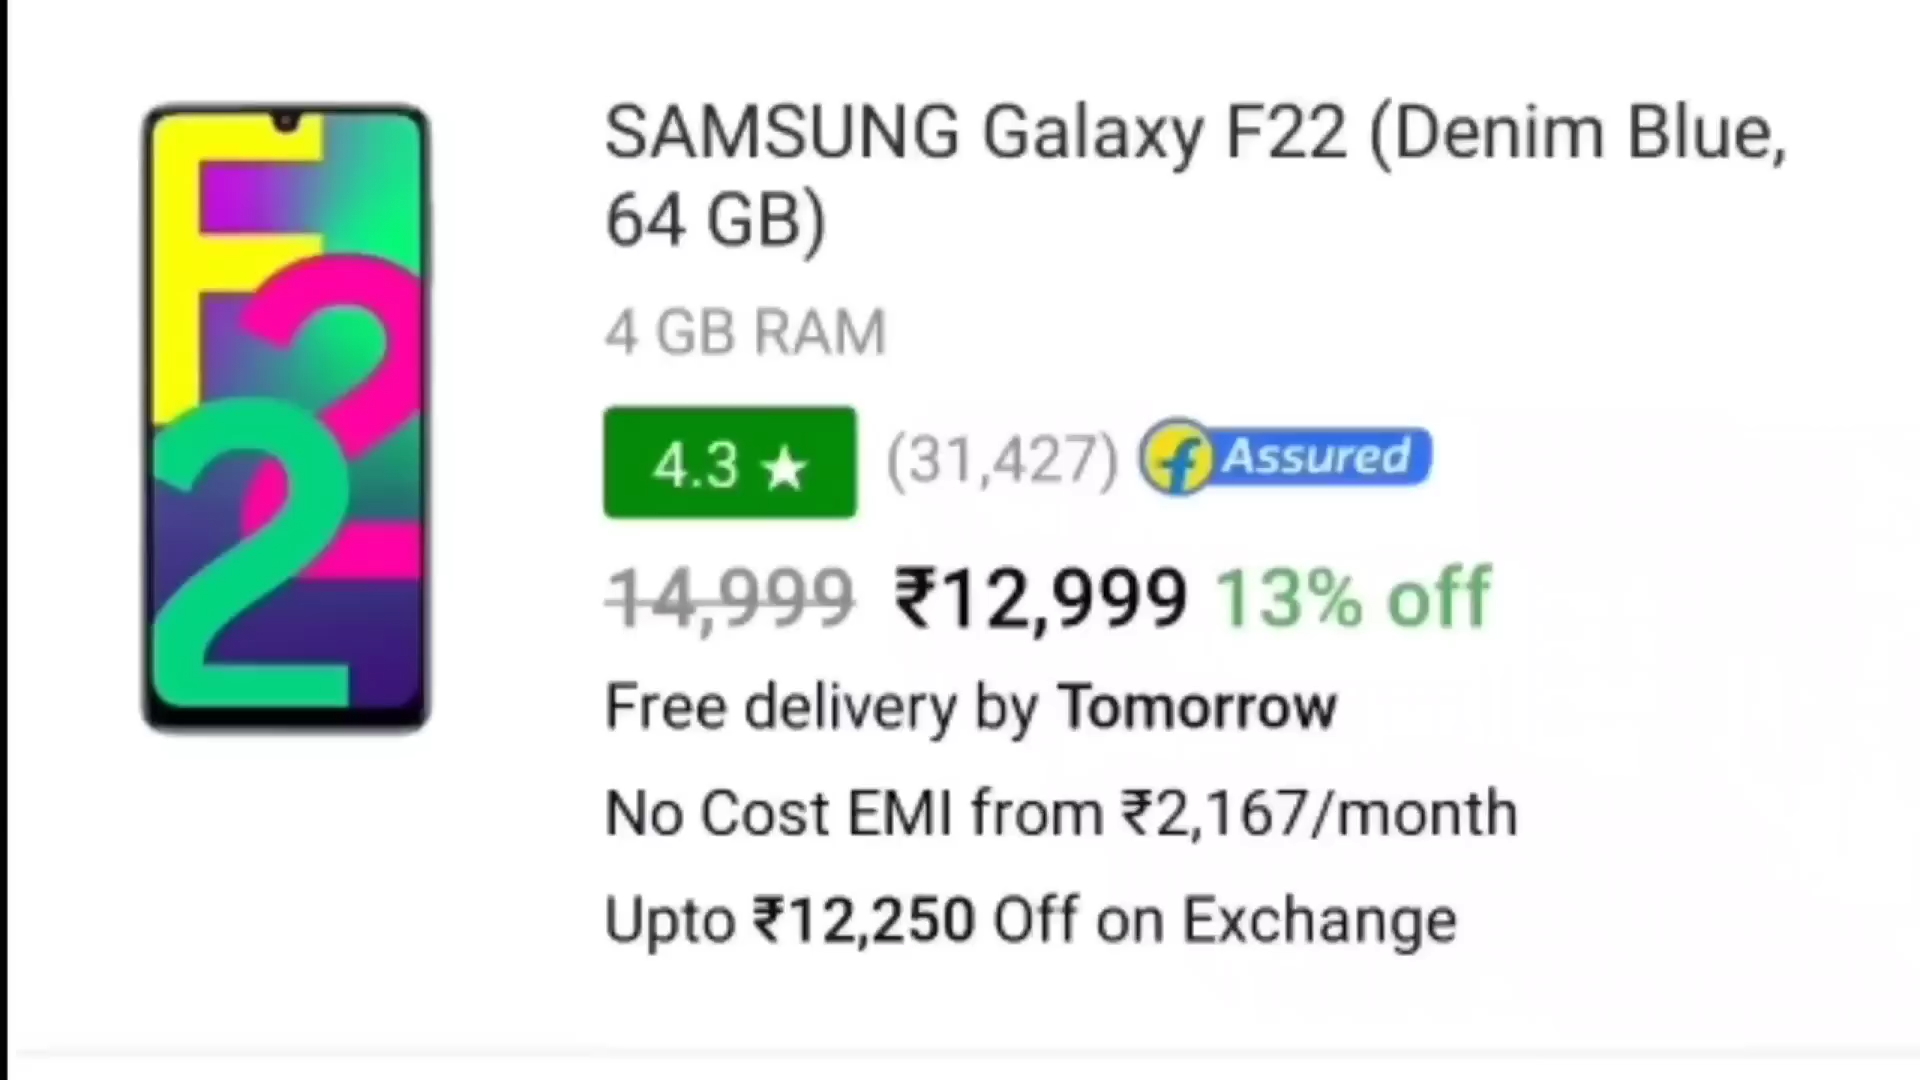 F22
SAMSUNG Galaxy F22 (Denim Blue,
64 GB)
4 GB RAM
4.3 ★ (31,427) f Assured
14,999 ₹12,999 13% off
Free delivery by Tomorrow
No Cost EMI from ₹2,167/month
Upto ₹12,250 Off on Exchange